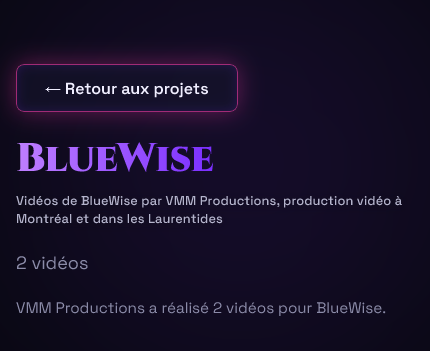 ← Retour aux projets
BlueWise
Vidéos de BlueWise par VMM Productions, production vidéo à
Montréal et dans les Laurentides
2 vidéos
VMM Productions a réalisé 2 vidéos pour BlueWise.